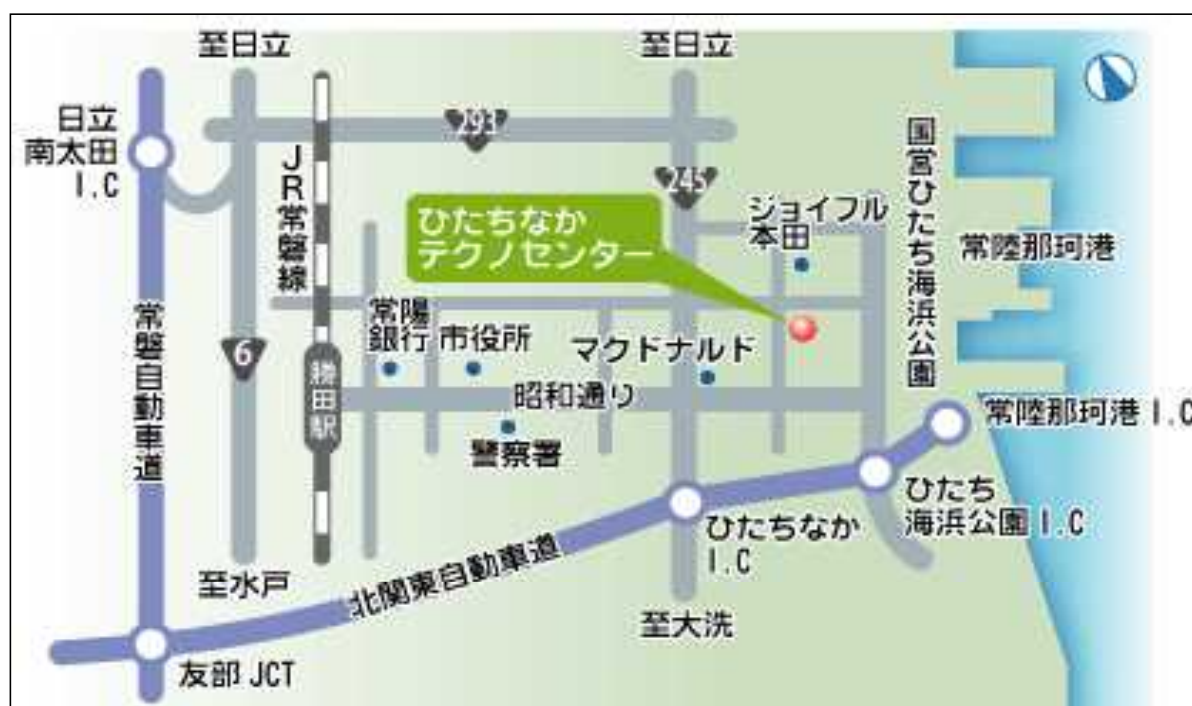 至日立
至日立
日立
南太田
I.C
293
245
JR常磐線
国営ひたち海浜公園
ジョイフル
本田
ひたちなか
テクノセンター
常陸那珂港
常磐自動車道
6
常陽
銀行
市役所
マクドナルド
勝田駅
昭和通り
警察署
常陸那珂港 I.C
ひたち
海浜公園 I.C
ひたちなか
I.C
北関東自動車道
至水戸
至大洗
友部 JCT